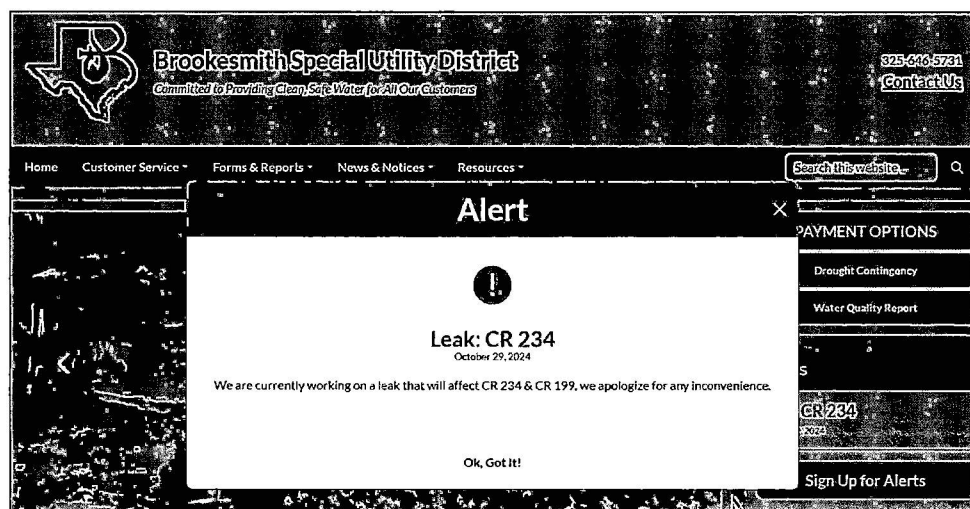 Brookesmith Special Utility District
Committed to Providing Clean, Safe Water for All Our Customers
325-646-5731
Contact Us
Home Customer Service Forms & Reports News & Notices Resources Search this website...
Alert
PAYMENT OPTIONS
Drought Contingency
Water Quality Report
Leak: CR 234
October 29, 2024
We are currently working on a leak that will affect CR 234 & CR 199, we apologize for any inconvenience.
S
CR 234
2024
Ok, Got It!
Sign Up for Alerts